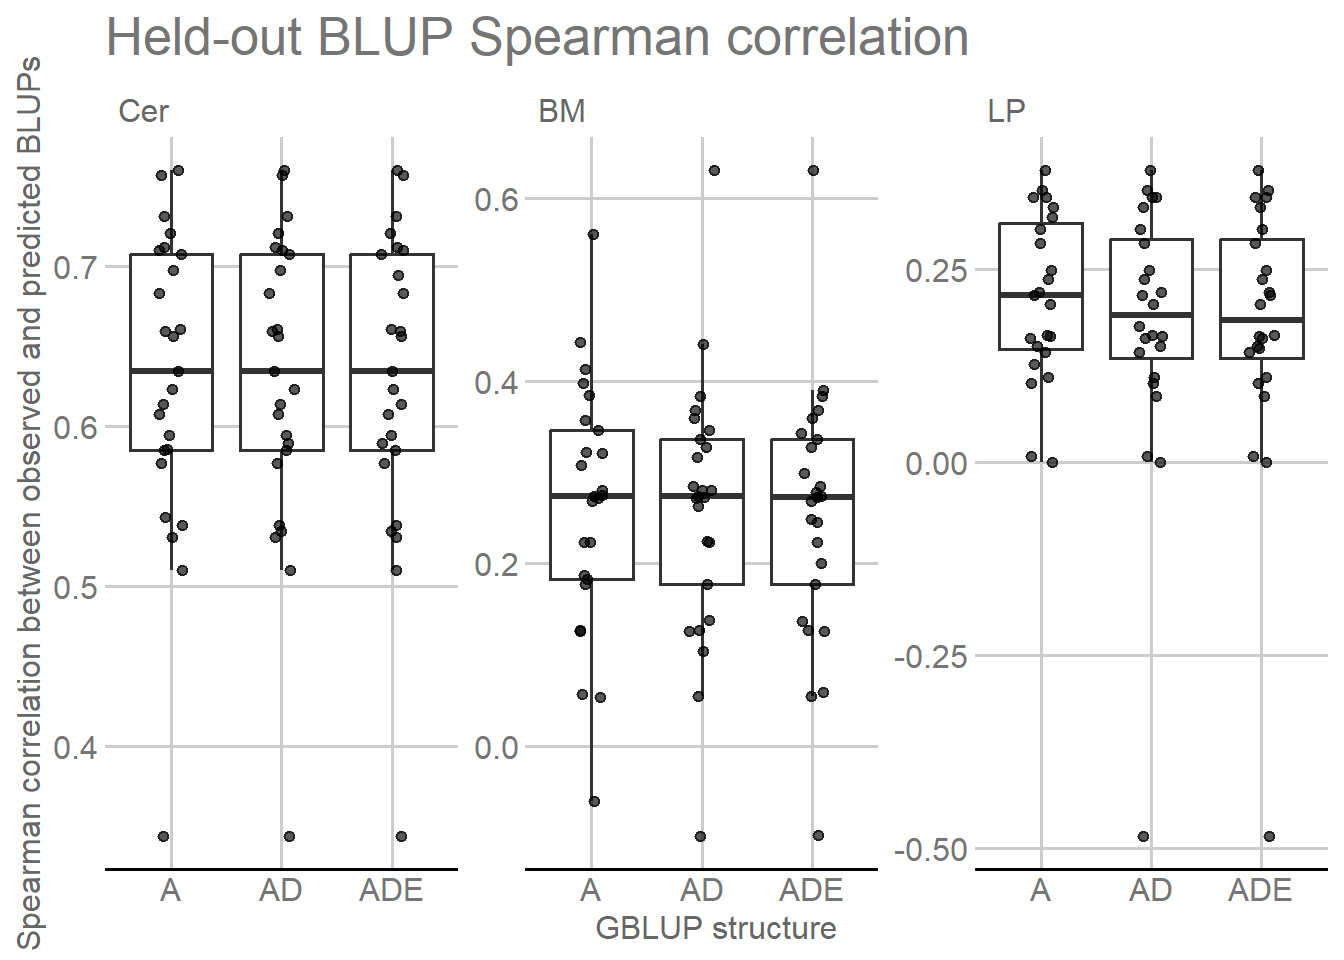 Held-out BLUP Spearman correlation
Spearman correlation between observed and predicted BLUPs
Cer
BM
LP
0.7
0.6
0.5
0.4
0.6
0.4
0.2
0.0
0.25
0.00
-0.25
-0.50
A AD ADE
A AD ADE
A AD ADE
GBLUP structure